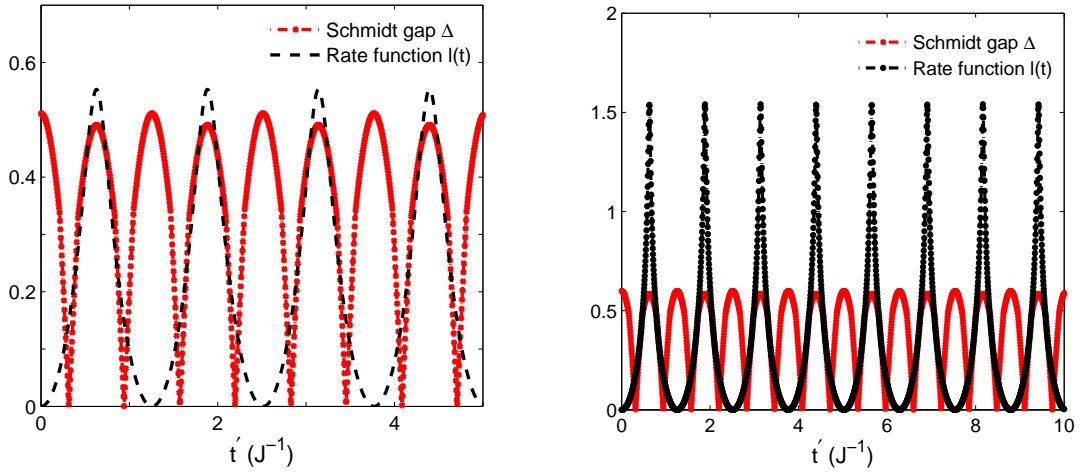 Schmidt gap Δ
Rate function l(t)
0.6
0.4
0.2
0
0 2 4
t′ (J⁻¹)
Schmidt gap Δ
Rate function l(t)
2
1.5
1
0.5
0
0 2 4 6 8 10
t′ (J⁻¹)